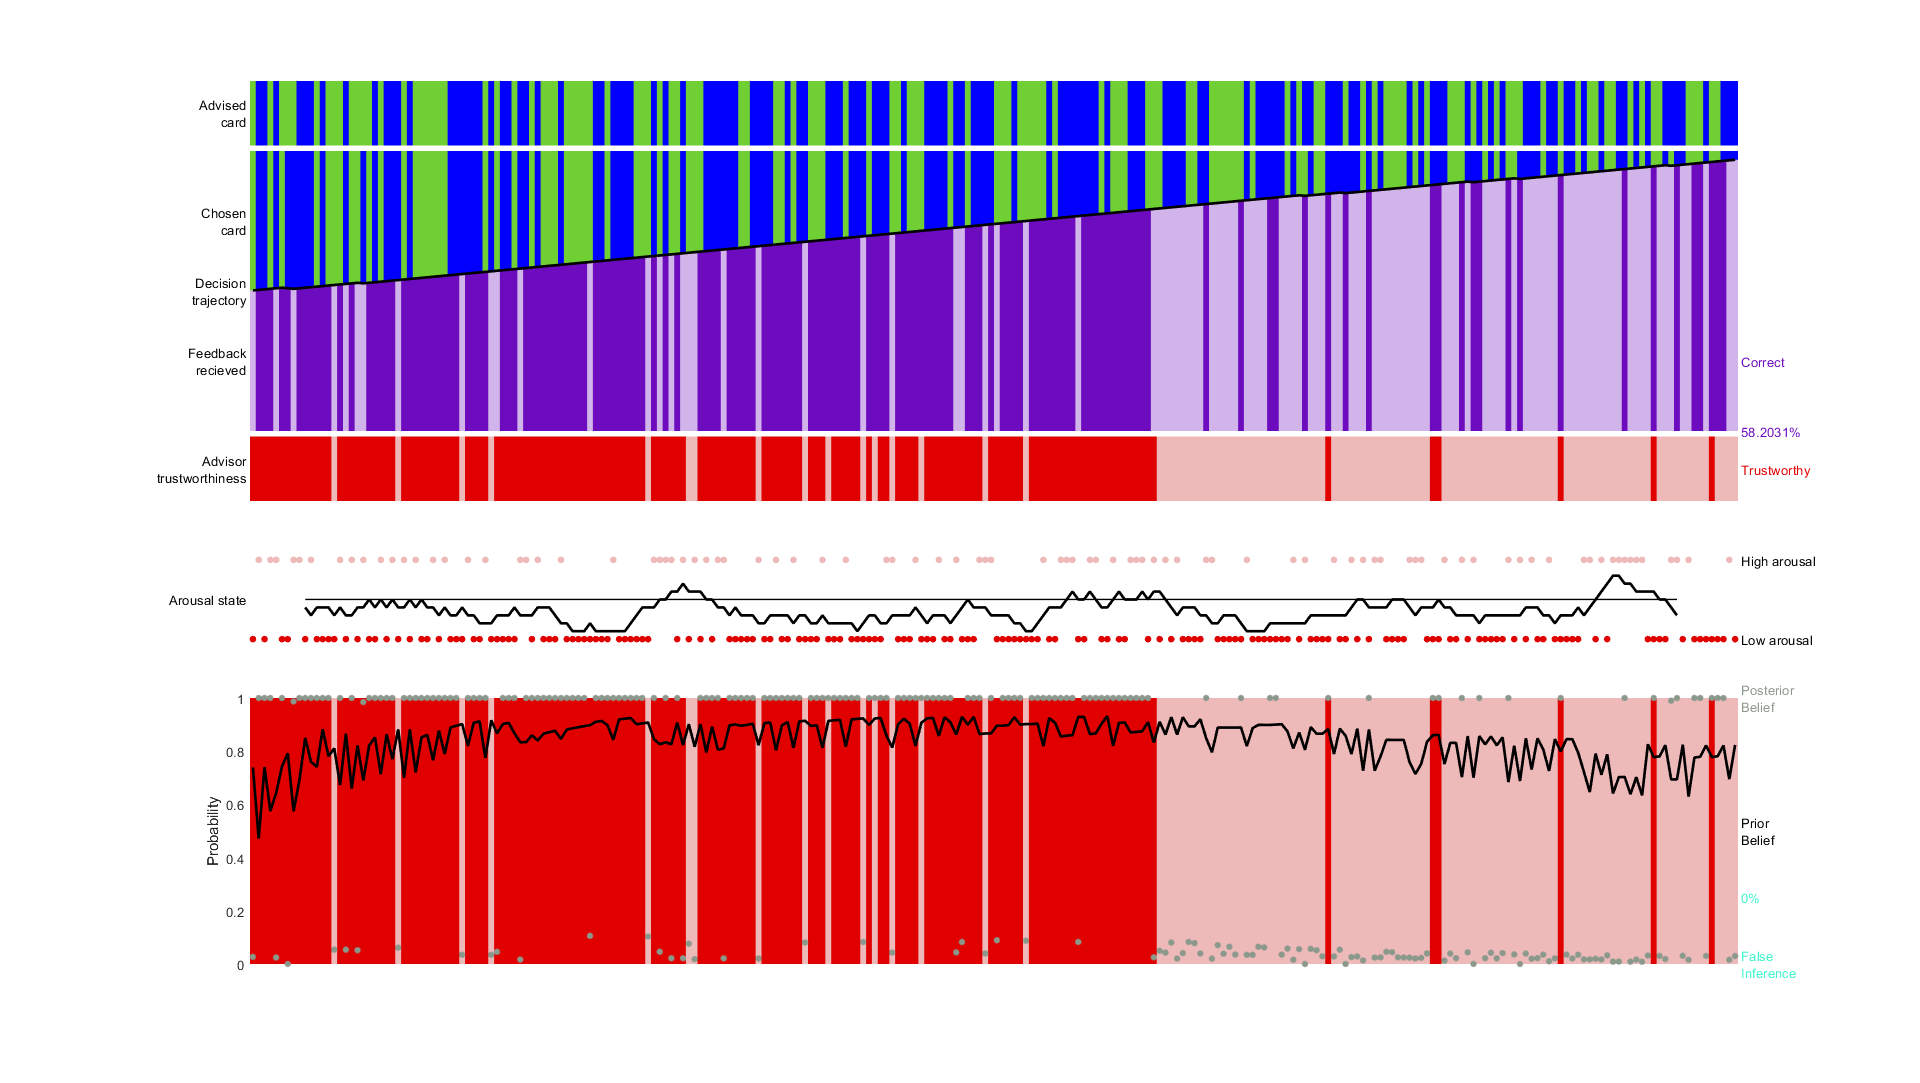 Advised
card
Chosen
card
Decision
trajectory
Feedback
recieved
Correct
58.2031%
Advisor
trustworthiness
Trustworthy
High arousal
Arousal state
Low arousal
Posterior
Belief
1
0.8
0.6
0.4
0.2
0
Probability
Prior
Belief
0%
False
Inference